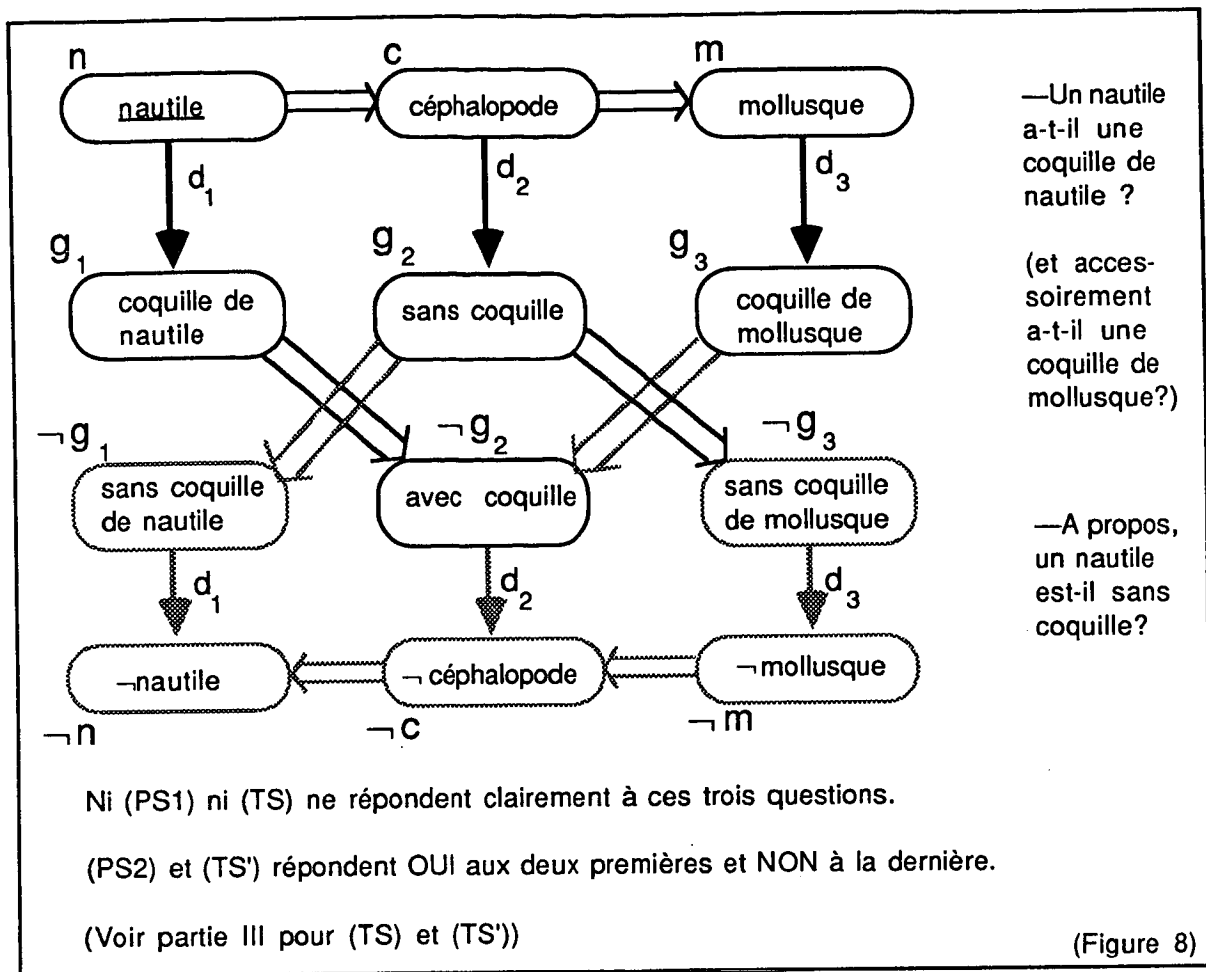 n c m
nautile céphalopode mollusque
d1 d2 d3
g1 g2 g3
coquille de
nautile
sans coquille
coquille de
mollusque
¬g1 ¬g2 ¬g3
sans coquille
de nautile
avec coquille
sans coquille
de mollusque
d1 d2 d3
¬nautile ¬céphalopode ¬mollusque
¬n ¬c ¬m
—Un nautile
a-t-il une
coquille de
nautile ?
(et acces-
soirement
a-t-il une
coquille de
mollusque?)
—A propos,
un nautile
est-il sans
coquille?
Ni (PS1) ni (TS) ne répondent clairement à ces trois questions.
(PS2) et (TS') répondent OUI aux deux premières et NON à la dernière.
(Voir partie III pour (TS) et (TS'))
(Figure 8)